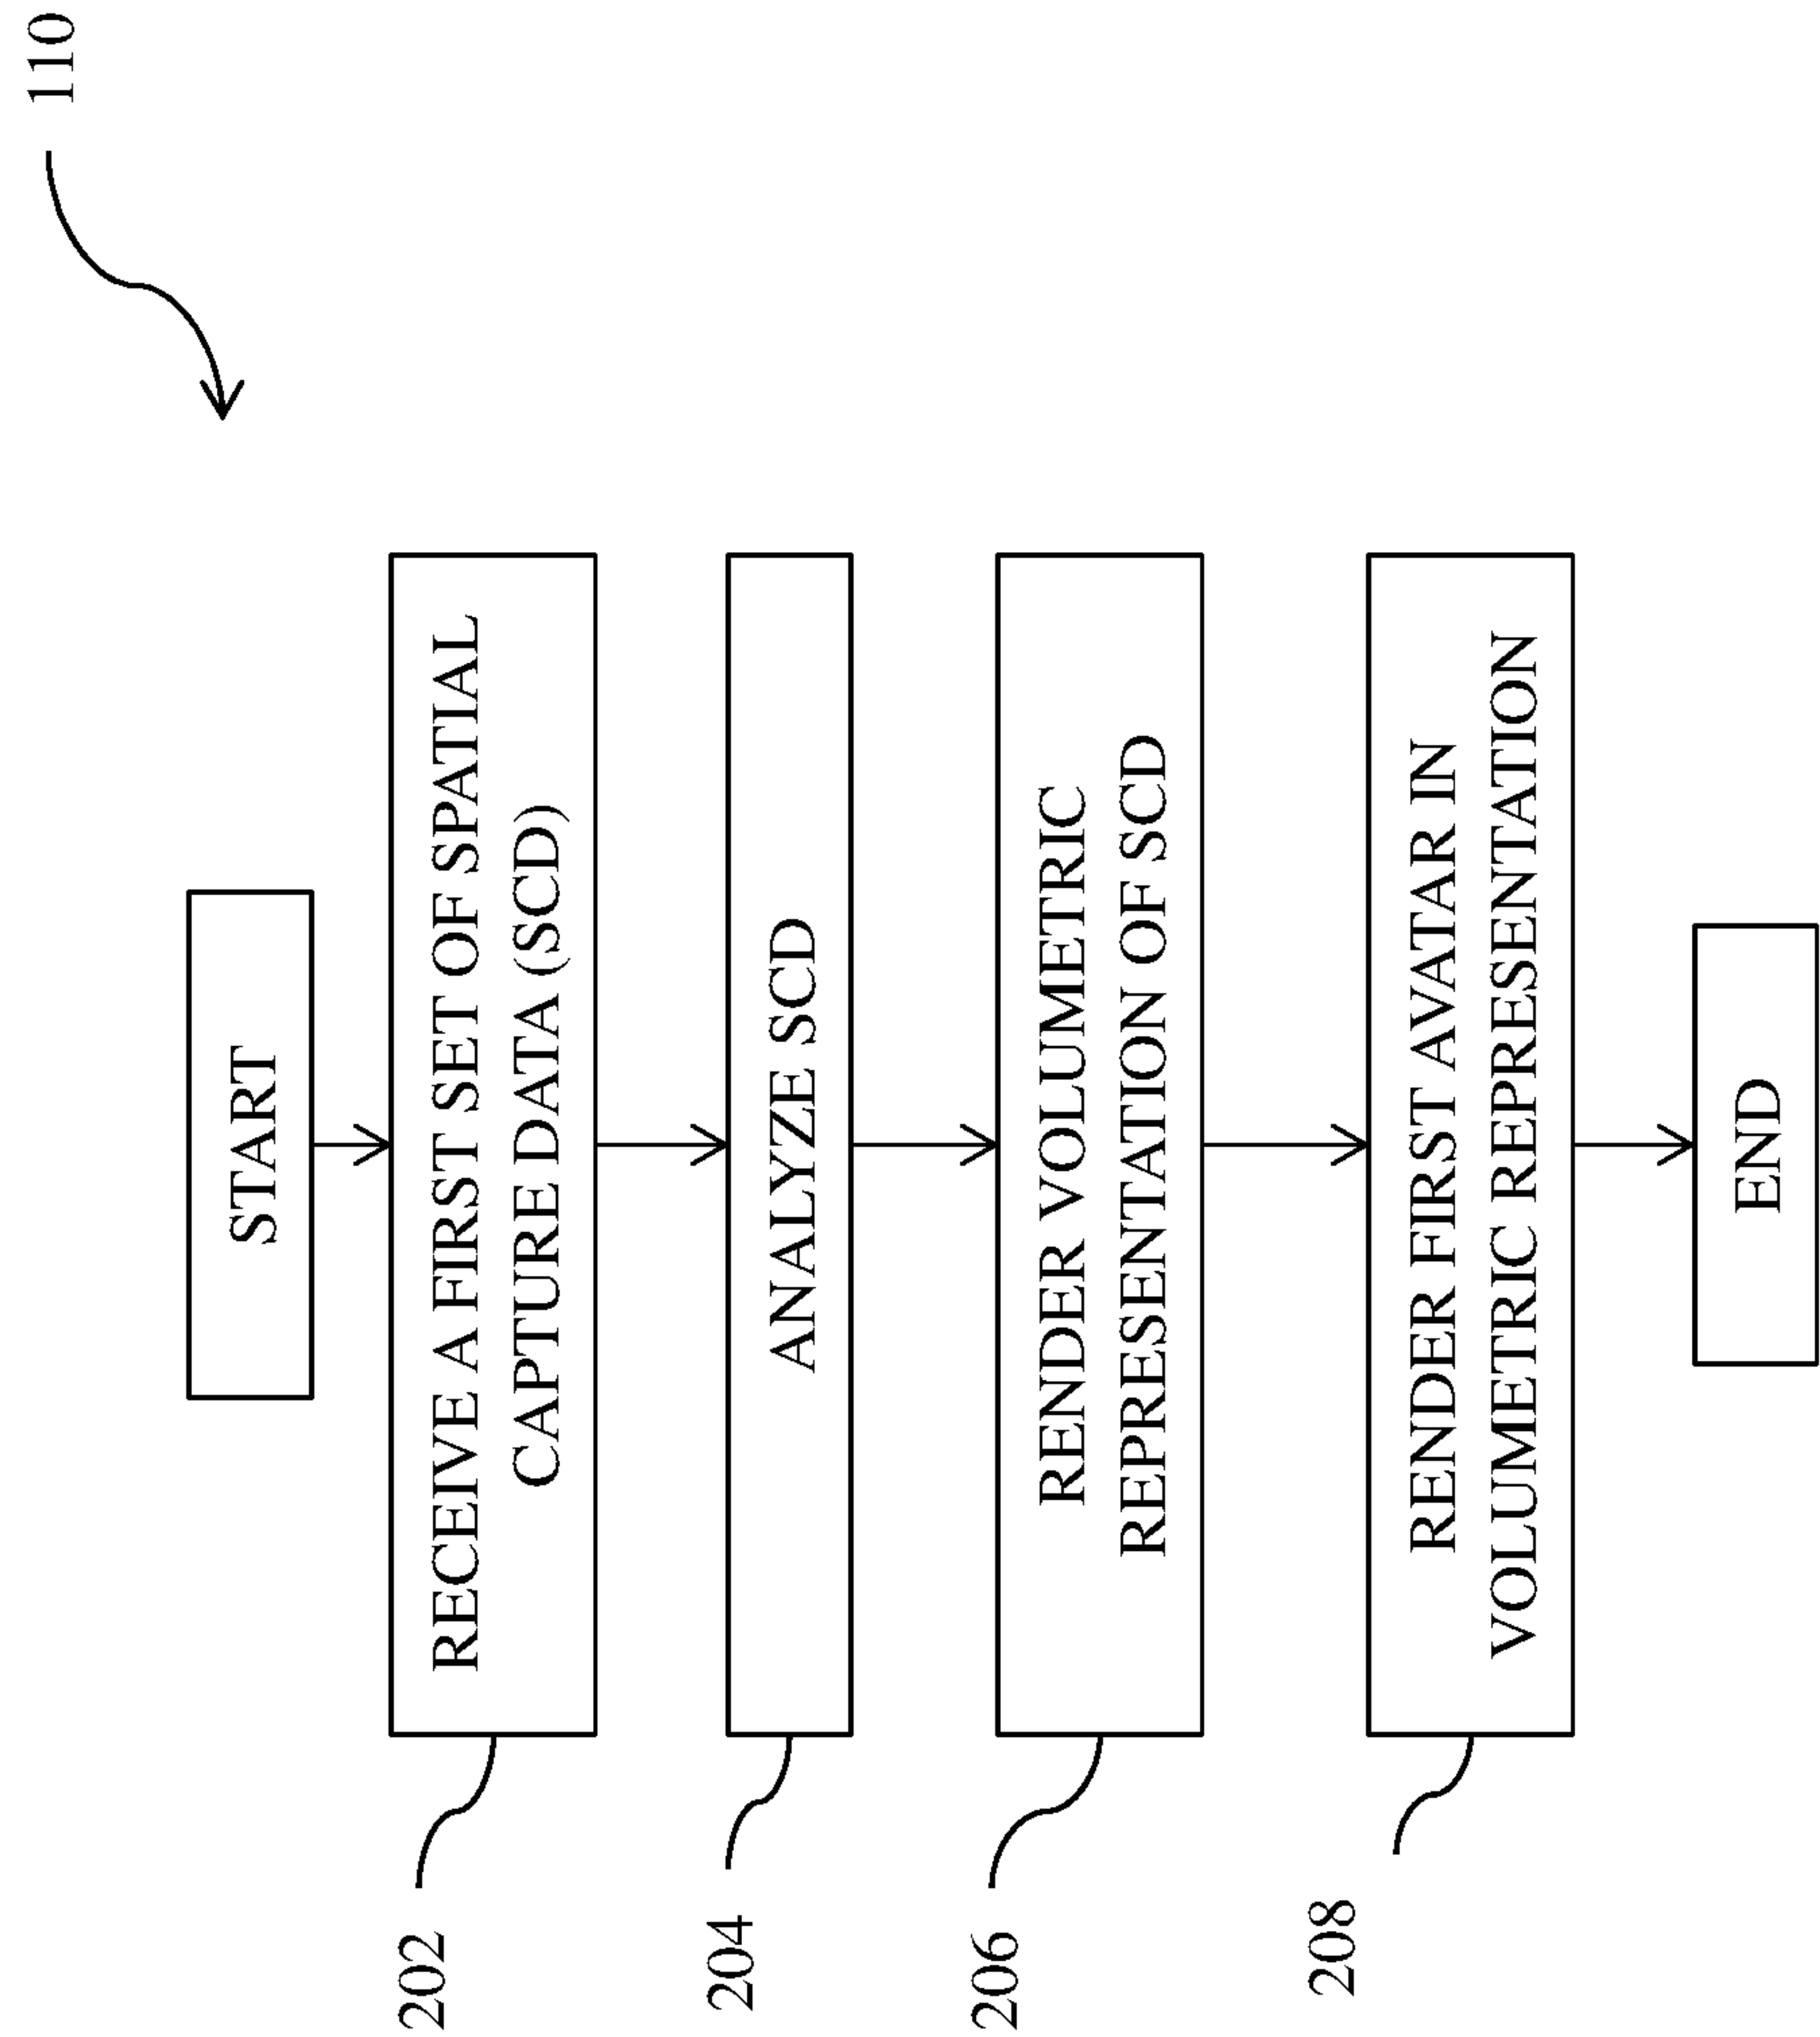 110
START
202
RECEIVE A FIRST SET OF SPATIAL
CAPTURE DATA (SCD)
204
ANALYZE SCD
206
RENDER VOLUMETRIC
REPRESENTATION OF SCD
208
RENDER FIRST AVATAR IN
VOLUMETRIC REPRESENTATION
END